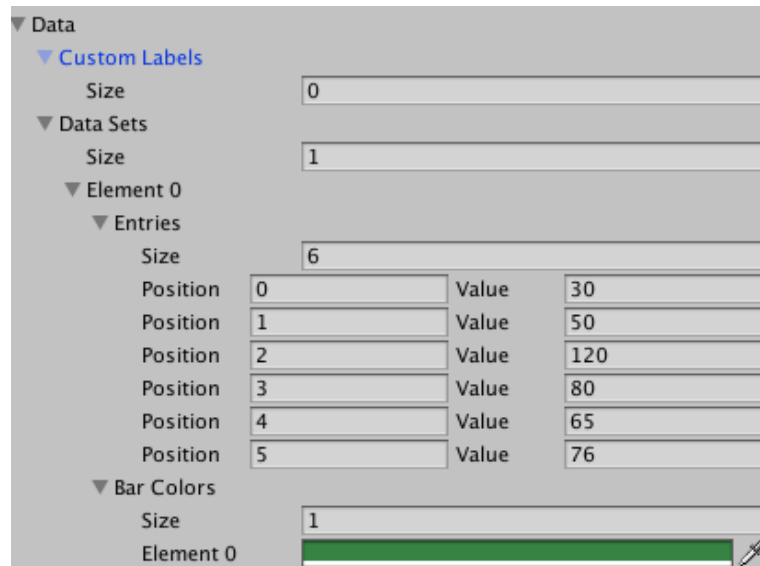 Data
Custom Labels
Size 0
Data Sets
Size 1
Element 0
Entries
Size 6
Position 0 Value 30
Position 1 Value 50
Position 2 Value 120
Position 3 Value 80
Position 4 Value 65
Position 5 Value 76
Bar Colors
Size 1
Element 0